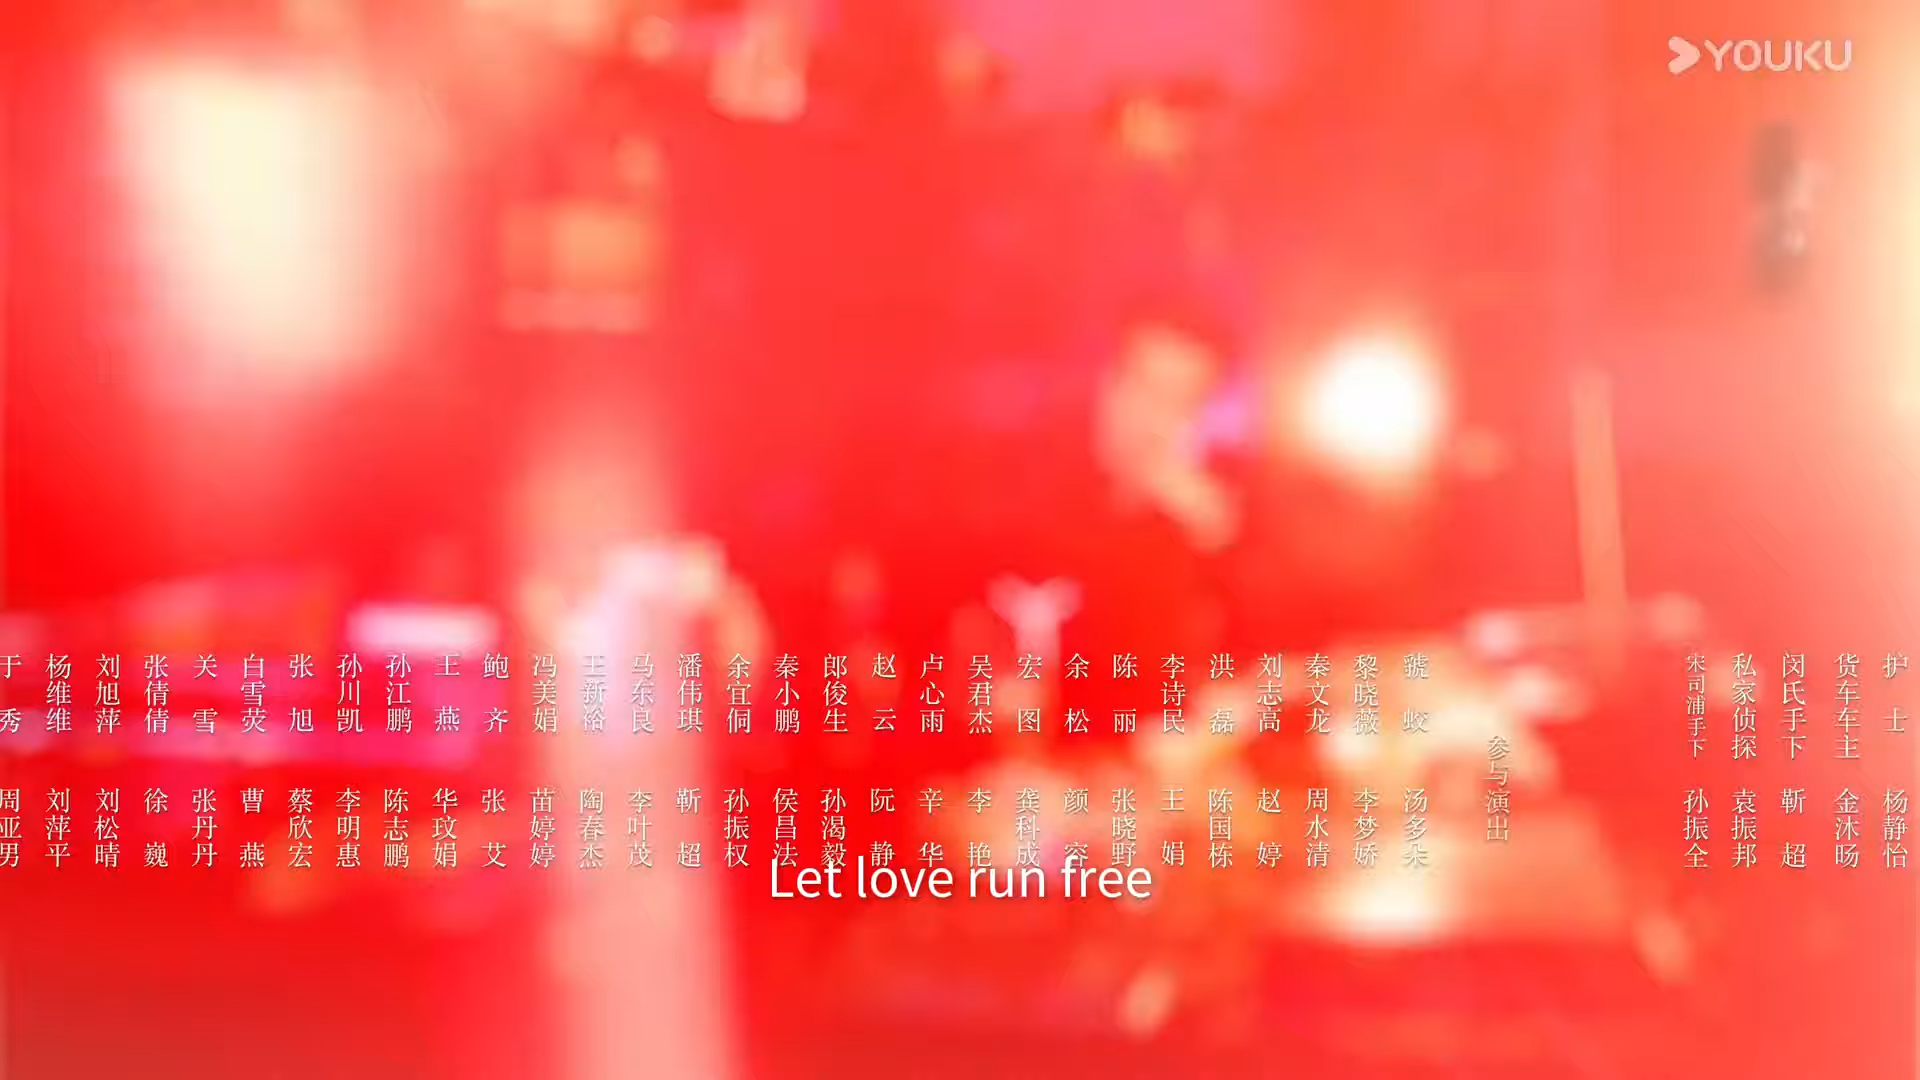 YOUKU
护士 杨静怡
货车车主 金沐旸
闵氏手下 靳超
私家侦探 袁振邦
宋司浦手下 孙振全
参与演出
虢蛟 汤多朵
黎晓薇 李梦娇
秦文龙 周水清
刘志高 赵婷
洪磊 陈国栋
李诗民 王娟
陈丽 张晓野
余松 颜容
宏图 龚科成
吴君杰 李艳
卢心雨 辛华
赵云 阮静
郎俊生 孙渴毅
秦小鹏 侯昌法
余宜侗 孙振权
潘伟琪 靳超
马东良 李叶茂
王新裕 陶春杰
冯美娟 苗婷婷
鲍齐 张艾
王燕 华玟娟
孙江鹏 陈志鹏
孙川凯 李明惠
张旭 蔡欣宏
白雪荧 曹燕
关雪 张丹丹
张倩倩 徐巍
刘旭萍 刘松晴
杨维维 刘萍平
于秀 周亚男
Let love run free